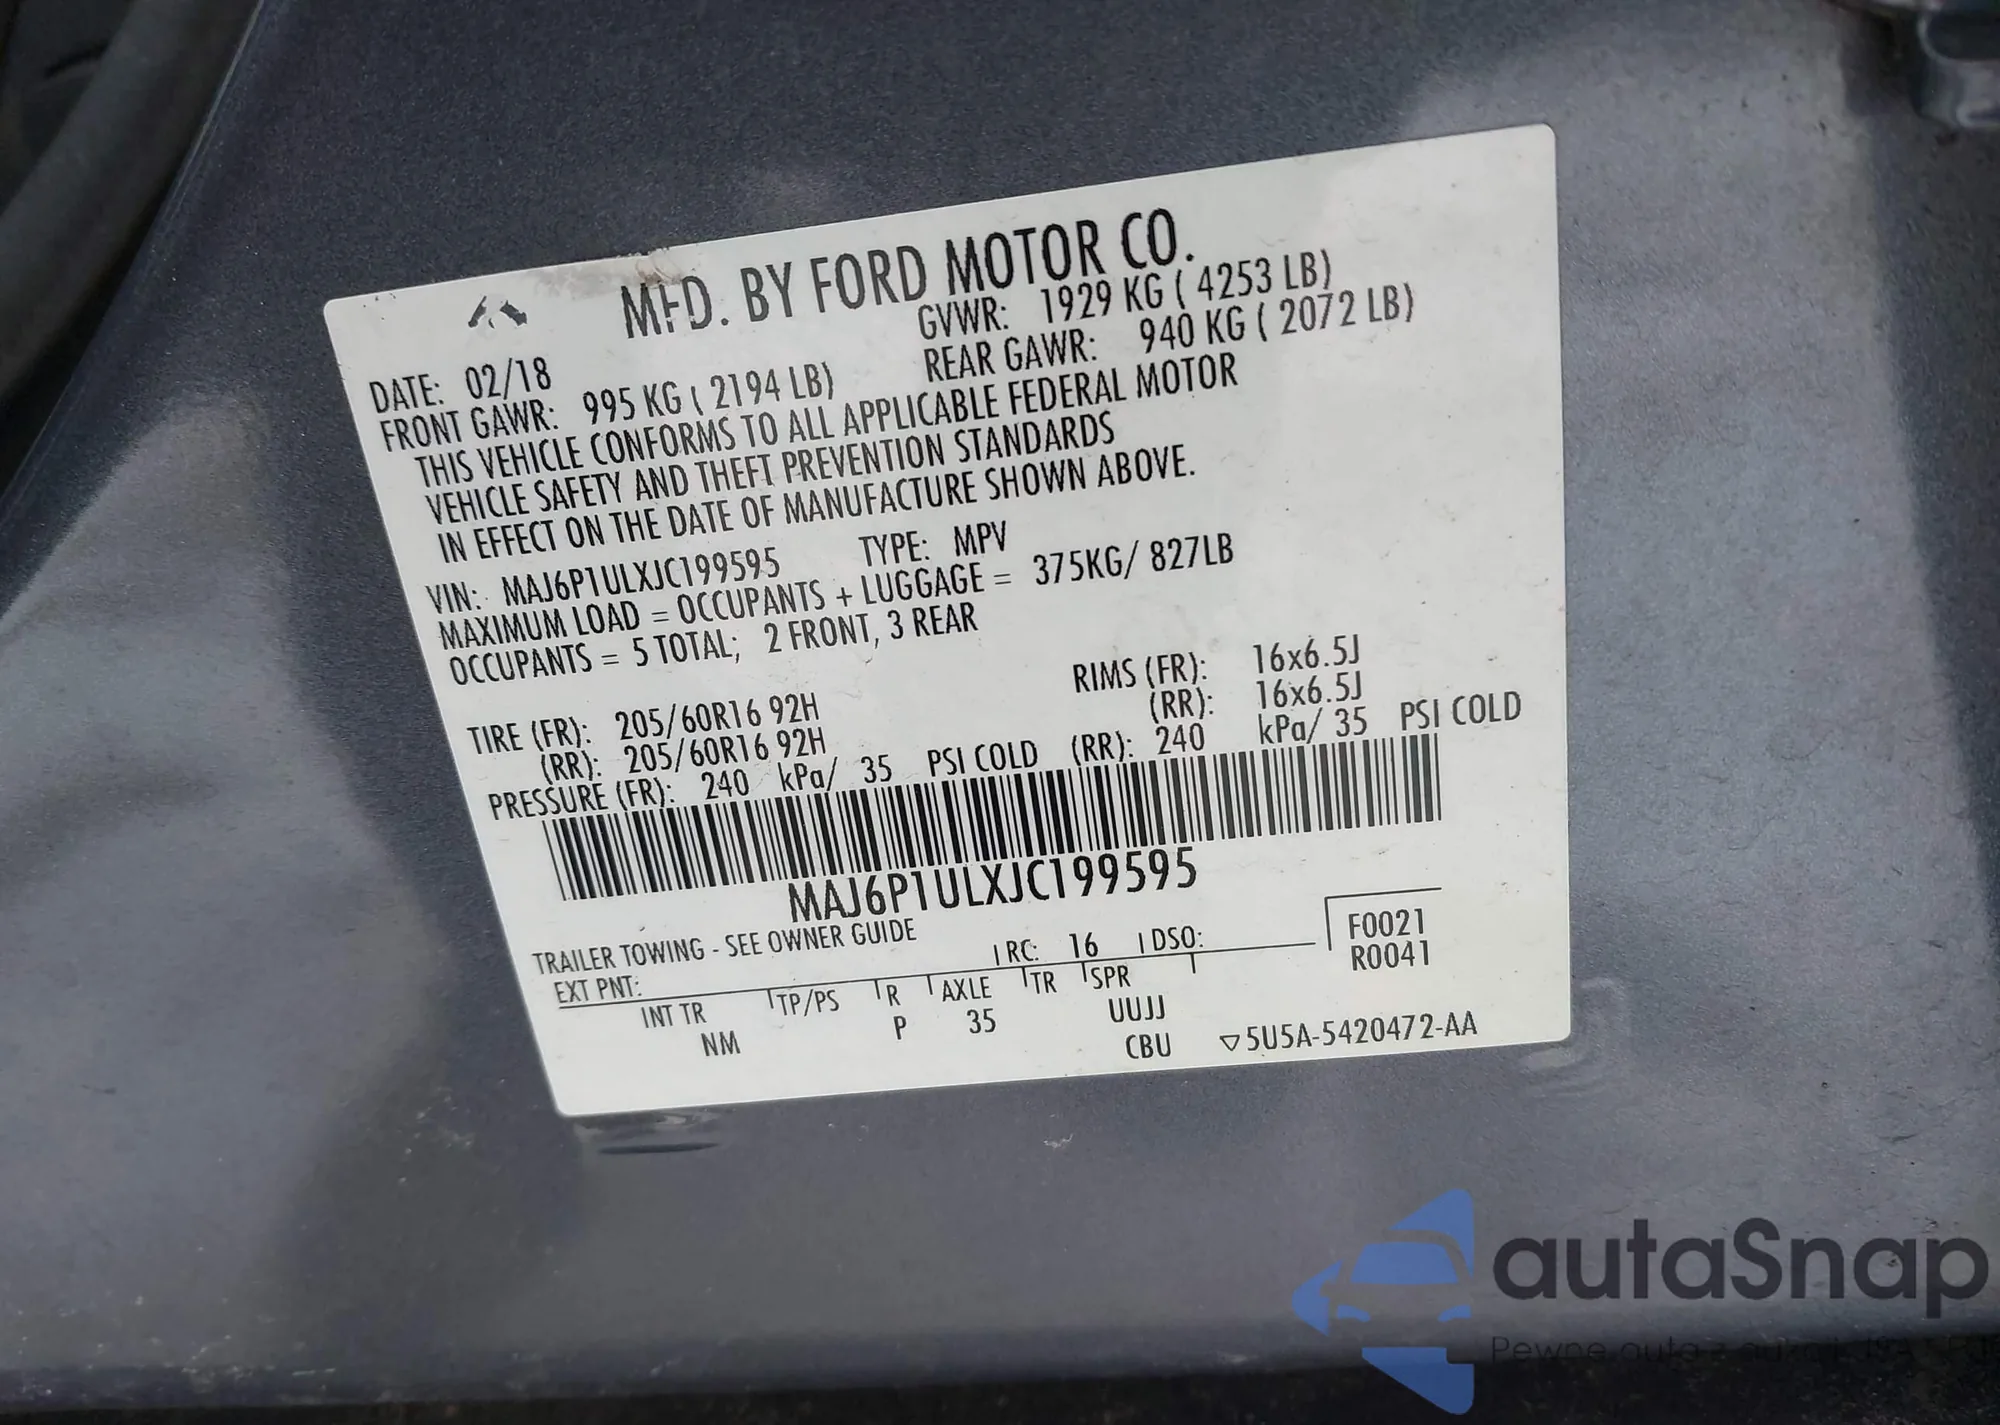 MFD. BY FORD MOTOR CO.
DATE: 02/18 GVWR: 1929 KG ( 4253 LB)
FRONT GAWR: 995 KG ( 2194 LB) REAR GAWR: 940 KG ( 2072 LB)
THIS VEHICLE CONFORMS TO ALL APPLICABLE FEDERAL MOTOR
VEHICLE SAFETY AND THEFT PREVENTION STANDARDS
IN EFFECT ON THE DATE OF MANUFACTURE SHOWN ABOVE.
VIN: MAJ6P1ULXJC199595 TYPE: MPV
MAXIMUM LOAD = OCCUPANTS + LUGGAGE = 375KG/ 827LB
OCCUPANTS = 5 TOTAL; 2 FRONT, 3 REAR
TIRE (FR): 205/60R16 92H RIMS (FR): 16x6.5J
(RR): 205/60R16 92H (RR): 16x6.5J
PRESSURE (FR): 240 kPa/ 35 PSI COLD (RR): 240 kPa/ 35 PSI COLD
MAJ6P1ULXJC199595
TRAILER TOWING - SEE OWNER GUIDE
EXT PNT: RC: 16 DSO: F0021
R0041
INT TR TP/PS R AXLE TR SPR
NM P 35 UUJJ
CBU ▽5U5A-5420472-AA
autaSnap
Pewne auta z